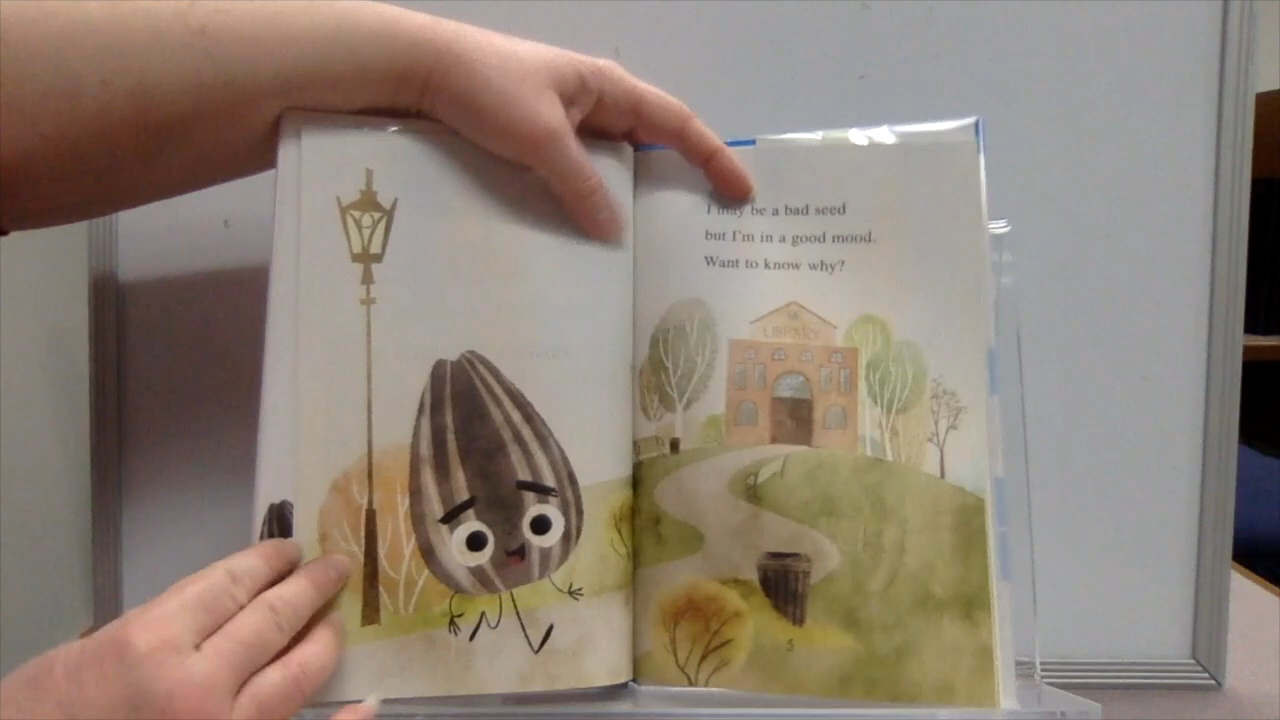 I may be a bad seed
but I'm in a good mood.
Want to know why?
LIBRARY
5